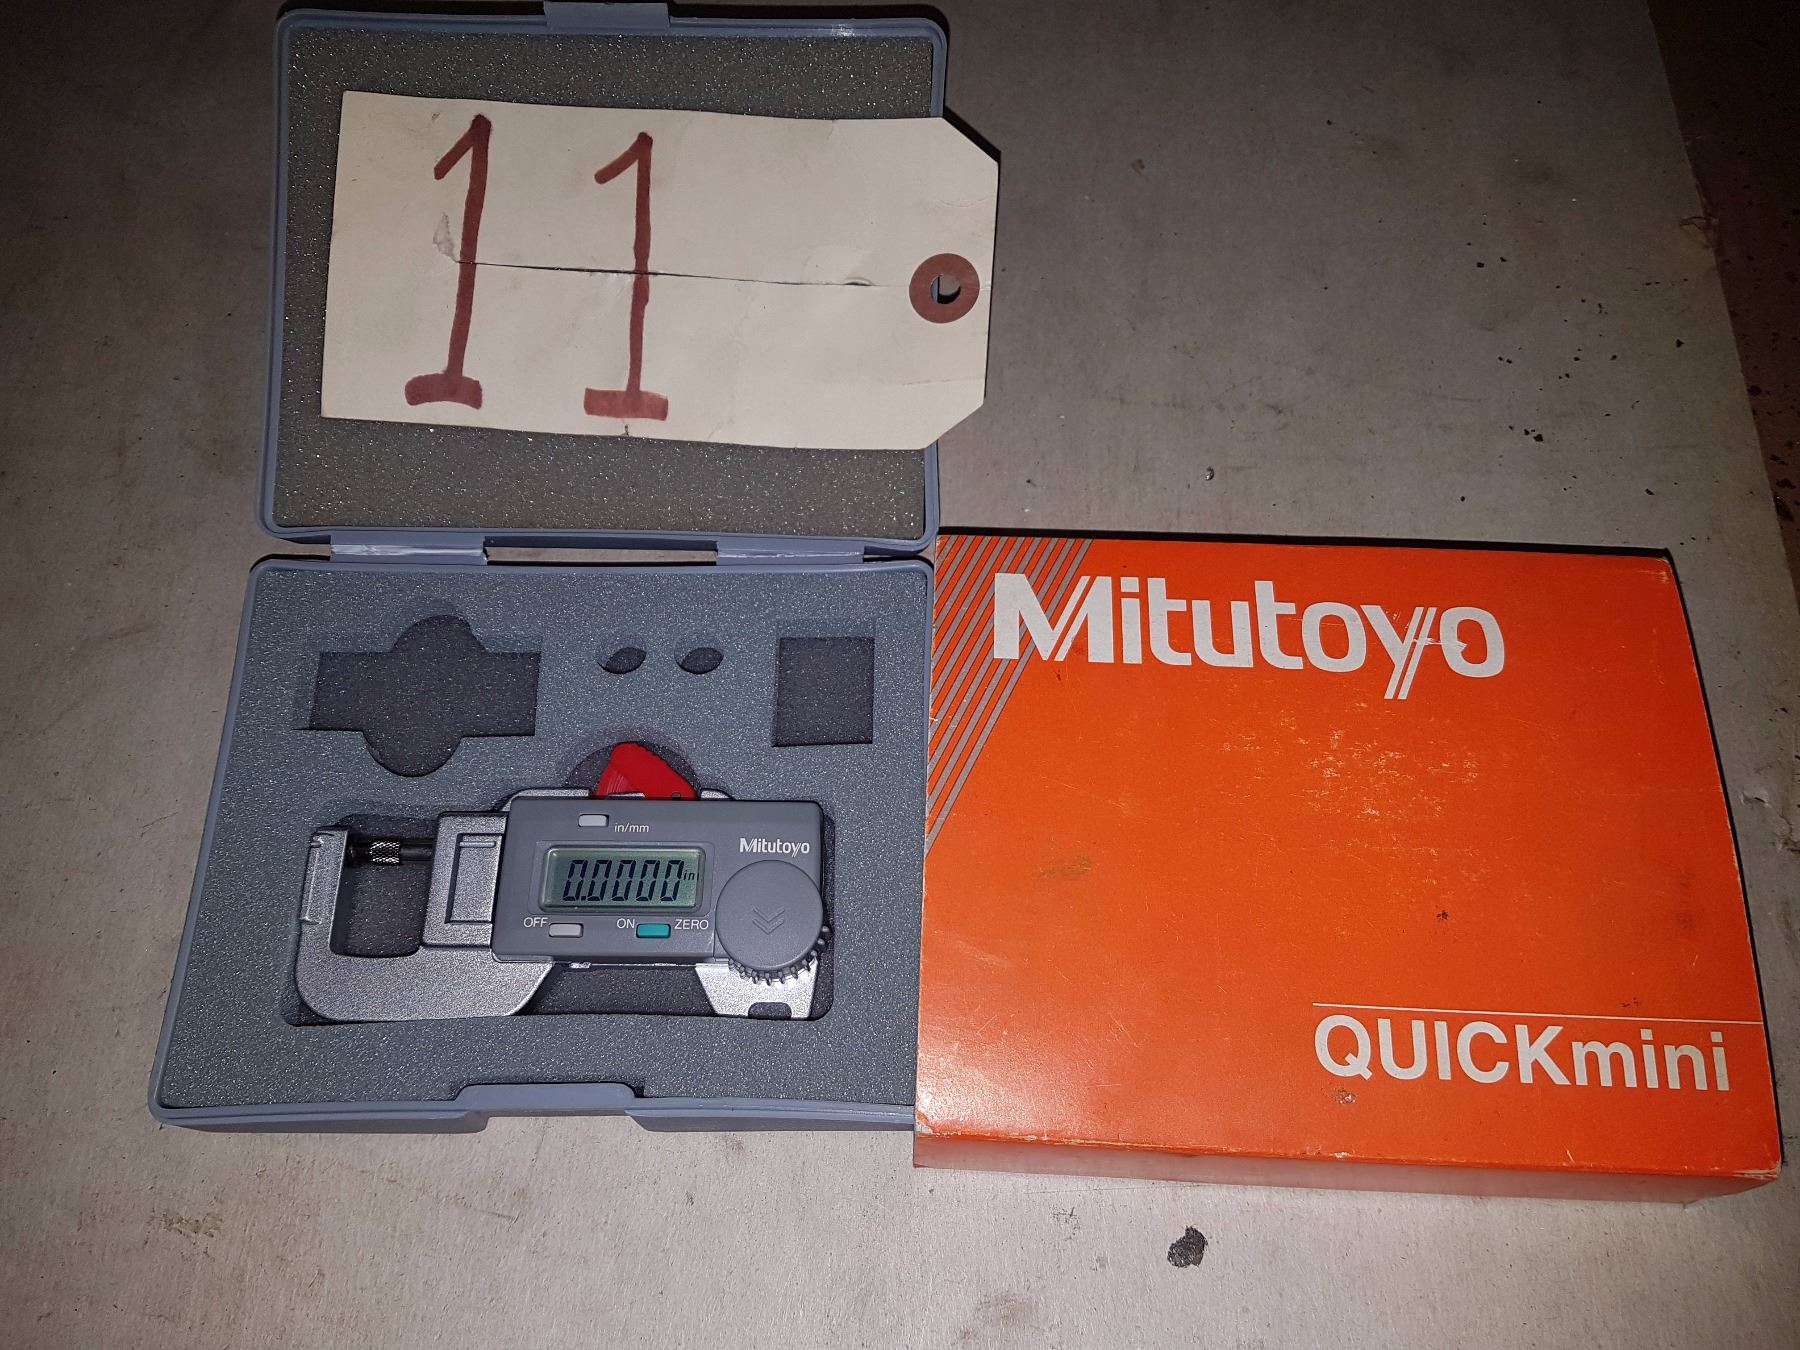 11
Mitutoyo
QUICKmini
in/mm
Mitutoyo
0.0000 in
OFF ON ZERO